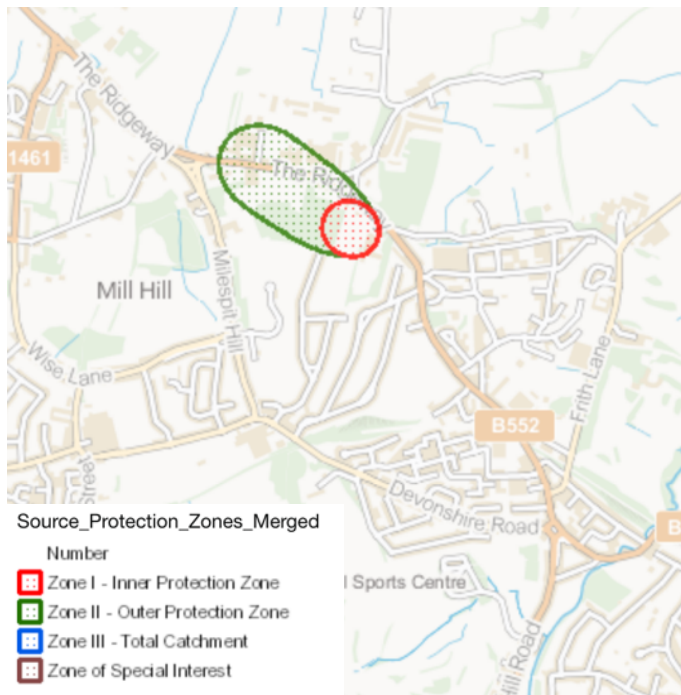 The Ridgeway
1461
The Ridge
Mill Hill
Milespit Hill
Wise Lane
Frith Lane
B552
Street
Devonshire Road
B
Sports Centre
Hill Road
Source_Protection_Zones_Merged
Number
Zone I - Inner Protection Zone
Zone II - Outer Protection Zone
Zone III - Total Catchment
Zone of Special Interest